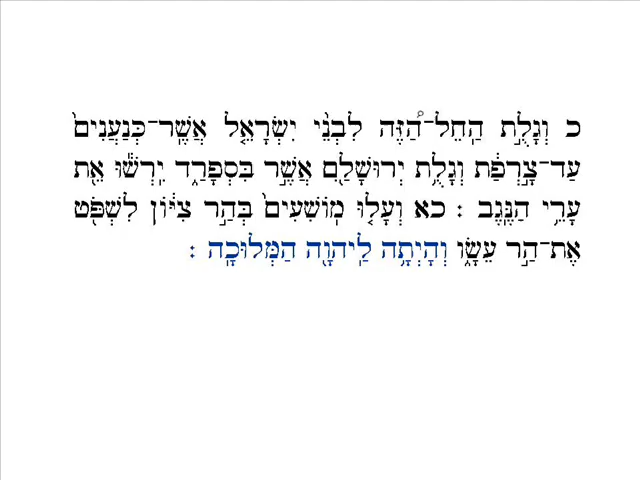 כ וְגָלֻ֣ת הַֽחֵל־הַ֠זֶּה לִבְנֵ֨י יִשְׂרָאֵ֤ל אֲשֶֽׁר־כְּנַעֲנִים֙
עַד־צָ֣רְפַ֔ת וְגָלֻ֥ת יְרוּשָׁלִַ֖ם אֲשֶׁ֣ר בִּסְפָרַ֑ד יִֽרְשׁ֕וּ אֵ֖ת
עָרֵ֥י הַנֶּֽגֶב : כא וְעָל֤וּ מֽוֹשִׁעִים֙ בְּהַ֣ר צִיּ֔וֹן לִשְׁפֹּ֖ט
אֶת־הַ֣ר עֵשָׂ֑ו וְהָיְתָ֥ה לַֽיהוָ֖ה הַמְּלוּכָֽה :